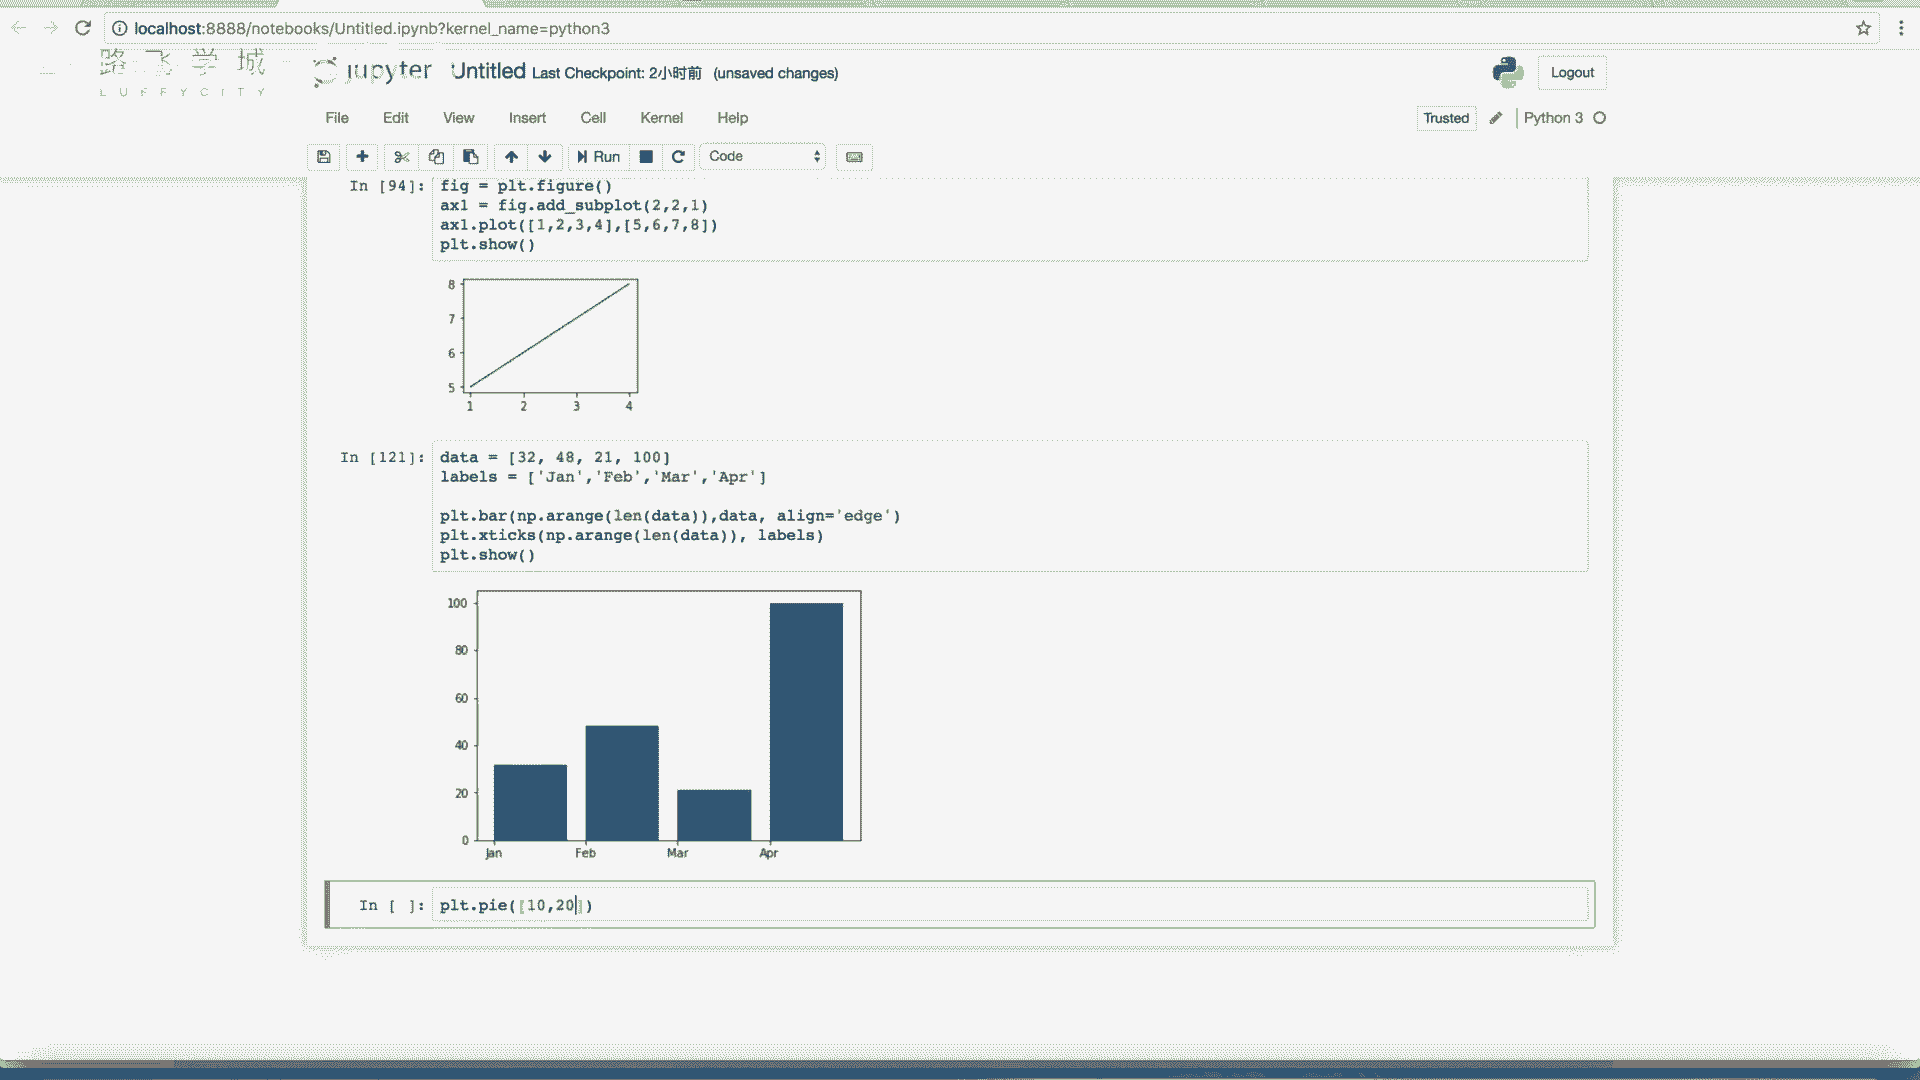 localhost:8888/notebooks/Untitled.ipynb?kernel_name=python3
路飞学城
LUFFYCITY
jupyter Untitled Last Checkpoint: 2小时前 (unsaved changes)
Logout
File Edit View Insert Cell Kernel Help
Trusted Python 3
Run Code
In [94]: fig = plt.figure()
ax1 = fig.add_subplot(2,2,1)
ax1.plot([1,2,3,4],[5,6,7,8])
plt.show()
8
7
6
5
1 2 3 4
In [121]: data = [32, 48, 21, 100]
labels = ['Jan','Feb','Mar','Apr']
plt.bar(np.arange(len(data)),data, align='edge')
plt.xticks(np.arange(len(data)), labels)
plt.show()
100
80
60
40
20
0
Jan Feb Mar Apr
In [ ]: plt.pie([10,20])